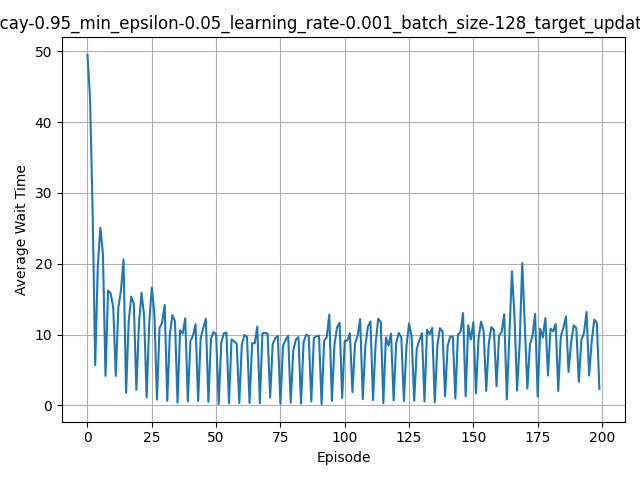 cay-0.95_min_epsilon-0.05_learning_rate-0.001_batch_size-128_target_updat
50
40
30
20
10
0
Average Wait Time
0 25 50 75 100 125 150 175 200
Episode